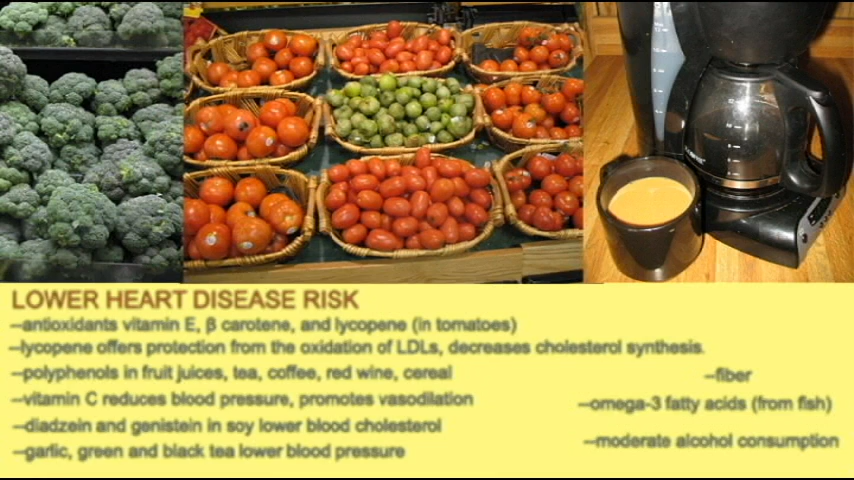 LOWER HEART DISEASE RISK
--antioxidants vitamin E, β carotene, and lycopene (in tomatoes)
--lycopene offers protection from the oxidation of LDLs, decreases cholesterol synthesis.
--polyphenols in fruit juices, tea, coffee, red wine, cereal
--vitamin C reduces blood pressure, promotes vasodilation
--diadzein and genistein in soy lower blood cholesterol
--garlic, green and black tea lower blood pressure
--fiber
--omega-3 fatty acids (from fish)
--moderate alcohol consumption